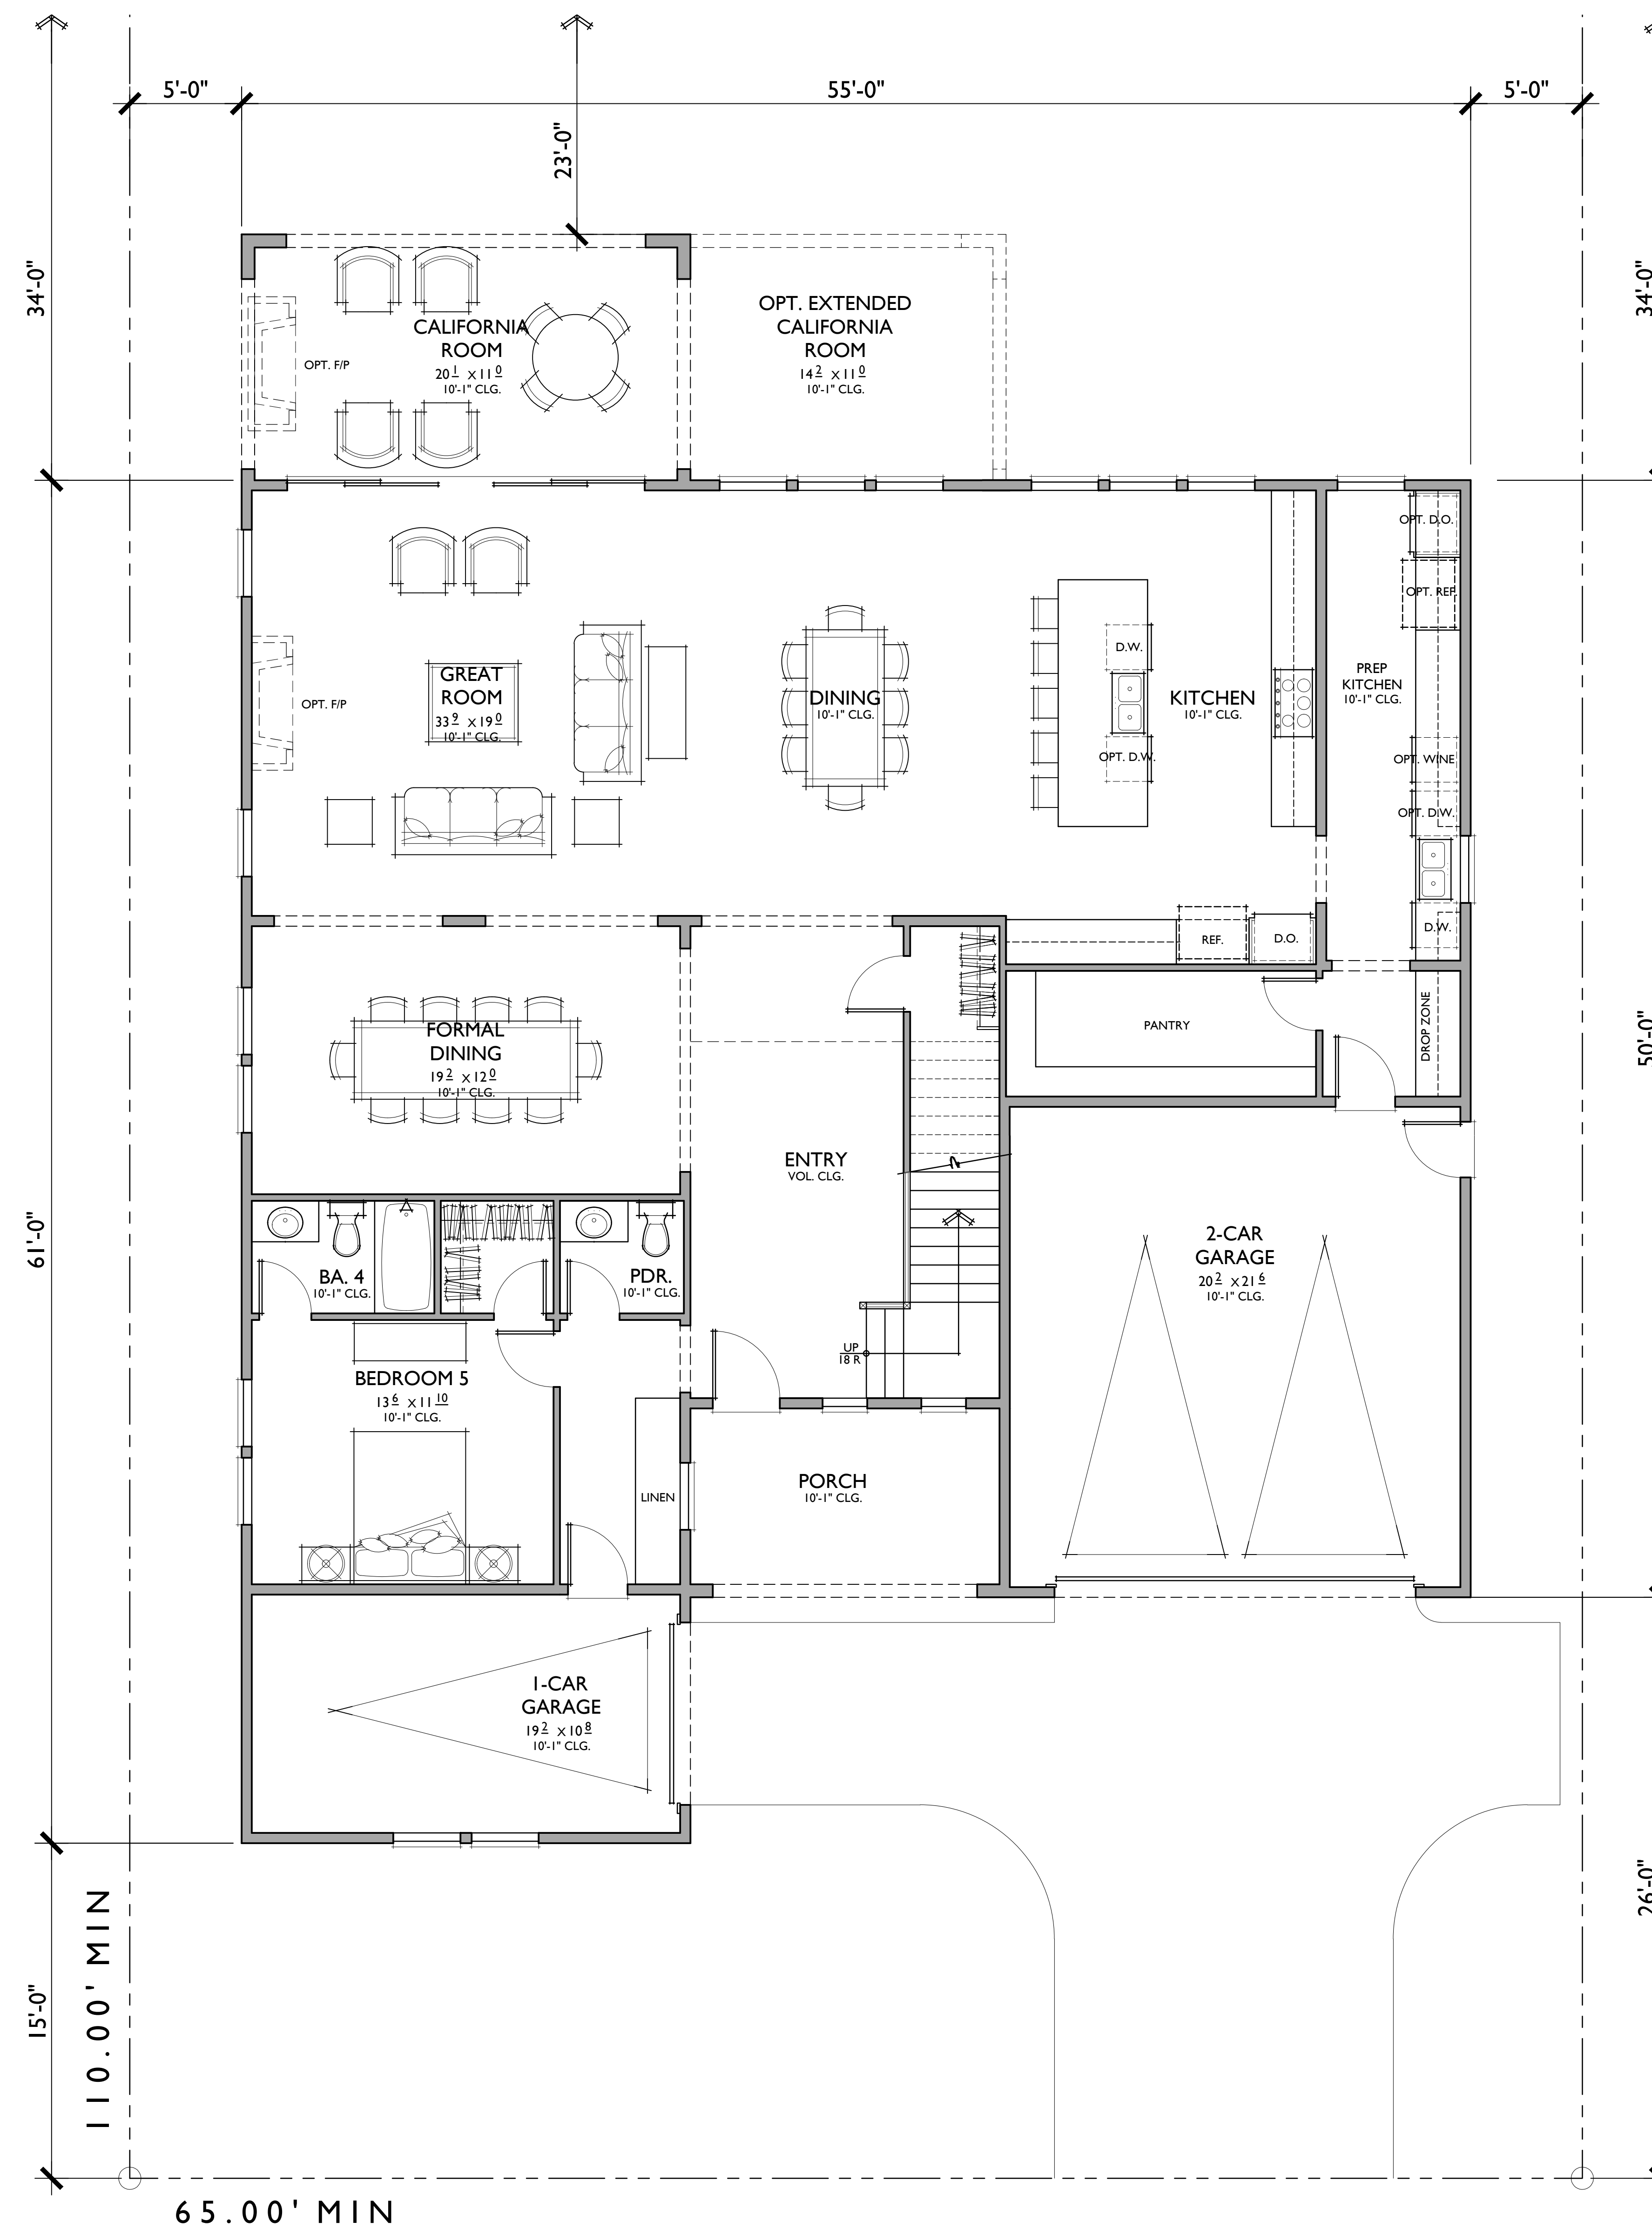 5'-0"
55'-0"
5'-0"
23'-0"
34'-0"
34'-0"
CALIFORNIA
ROOM
20 1 X 11 0
10'-1" CLG.
OPT. F/P
OPT. EXTENDED
CALIFORNIA
ROOM
14 2 X 11 0
10'-1" CLG.
OPT. D.O.
OPT. REF.
GREAT
ROOM
33 9 X 19 0
10'-1" CLG.
OPT. F/P
DINING
10'-1" CLG.
D.W.
OPT. D.W.
KITCHEN
10'-1" CLG.
PREP
KITCHEN
10'-1" CLG.
OPT. WINE
OPT. D.W.
D.W.
REF.
D.O.
FORMAL
DINING
19 2 X 12 0
10'-1" CLG.
PANTRY
DROP ZONE
50'-0"
ENTRY
VOL. CLG.
61'-0"
BA. 4
10'-1" CLG.
PDR.
10'-1" CLG.
2-CAR
GARAGE
20 2 X 21 6
10'-1" CLG.
UP
18 R
BEDROOM 5
13 6 X 11 10
10'-1" CLG.
LINEN
PORCH
10'-1" CLG.
1-CAR
GARAGE
19 2 X 10 8
10'-1" CLG.
26'-0"
15'-0"
110.00' MIN
65.00' MIN